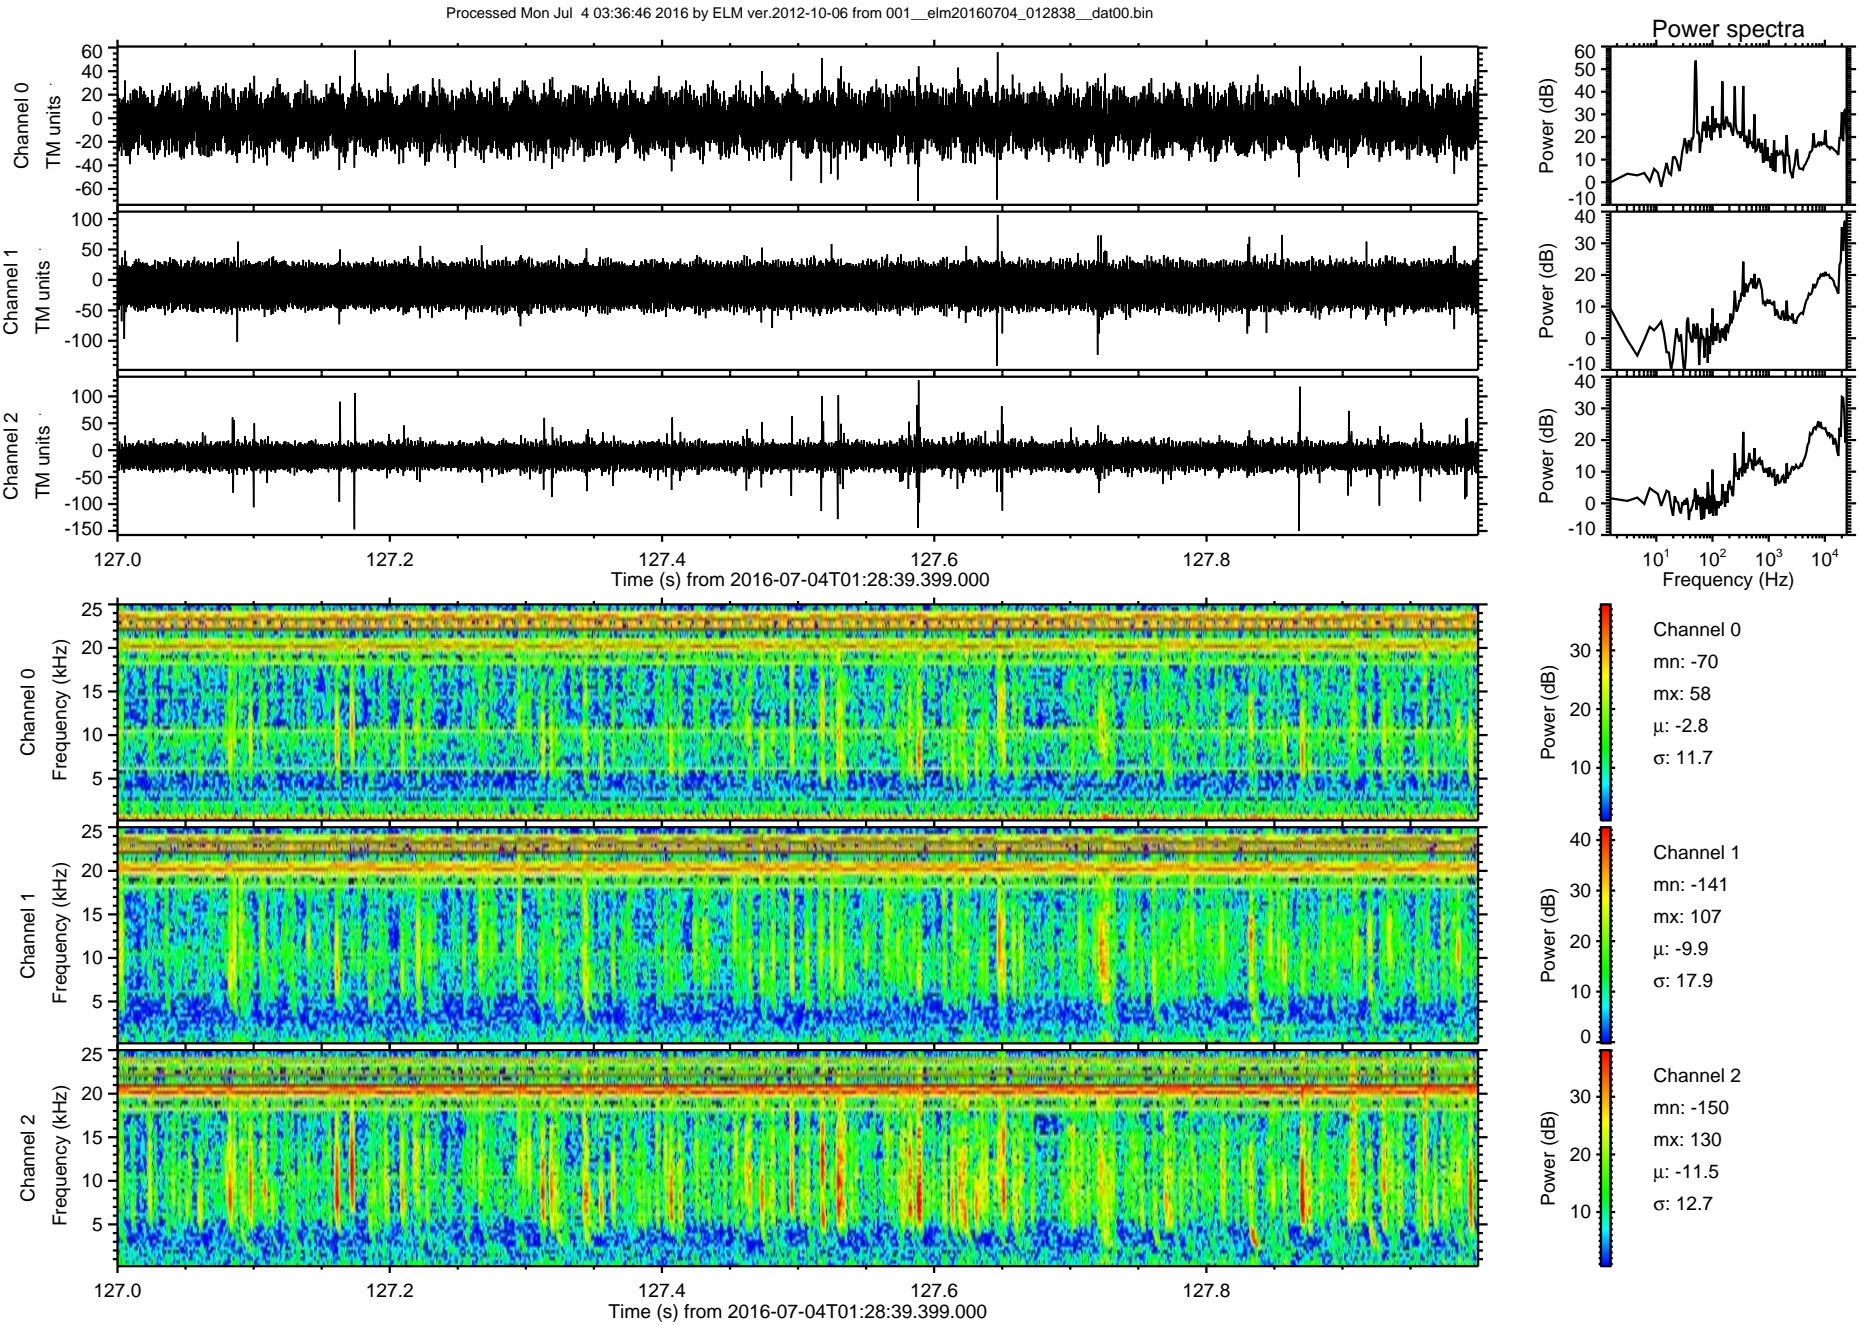 Processed Mon Jul  4 03:36:46 2016 by ELM ver.2012-10-06 from 001__elm20160704_012838__dat00.bin
Power spectra
Channel 0
TM units
60
40
20
0
-20
-40
-60
Power (dB)
60
50
40
30
20
10
0
-10
Channel 1
TM units
100
50
0
-50
-100
Power (dB)
40
30
20
10
0
-10
Channel 2
TM units
100
50
0
-50
-100
-150
Power (dB)
40
30
20
10
0
-10
127.0 127.2 127.4 127.6 127.8
Time (s) from 2016-07-04T01:28:39.399.000
10¹ 10² 10³ 10⁴
Frequency (Hz)
Channel 0
Frequency (kHz)
25
20
15
10
5
Power (dB)
30
20
10
Channel 0
mn: -70
mx: 58
μ: -2.8
σ: 11.7
Channel 1
Frequency (kHz)
25
20
15
10
5
Power (dB)
40
30
20
10
0
Channel 1
mn: -141
mx: 107
μ: -9.9
σ: 17.9
Channel 2
Frequency (kHz)
25
20
15
10
5
Power (dB)
30
20
10
Channel 2
mn: -150
mx: 130
μ: -11.5
σ: 12.7
127.0 127.2 127.4 127.6 127.8
Time (s) from 2016-07-04T01:28:39.399.000